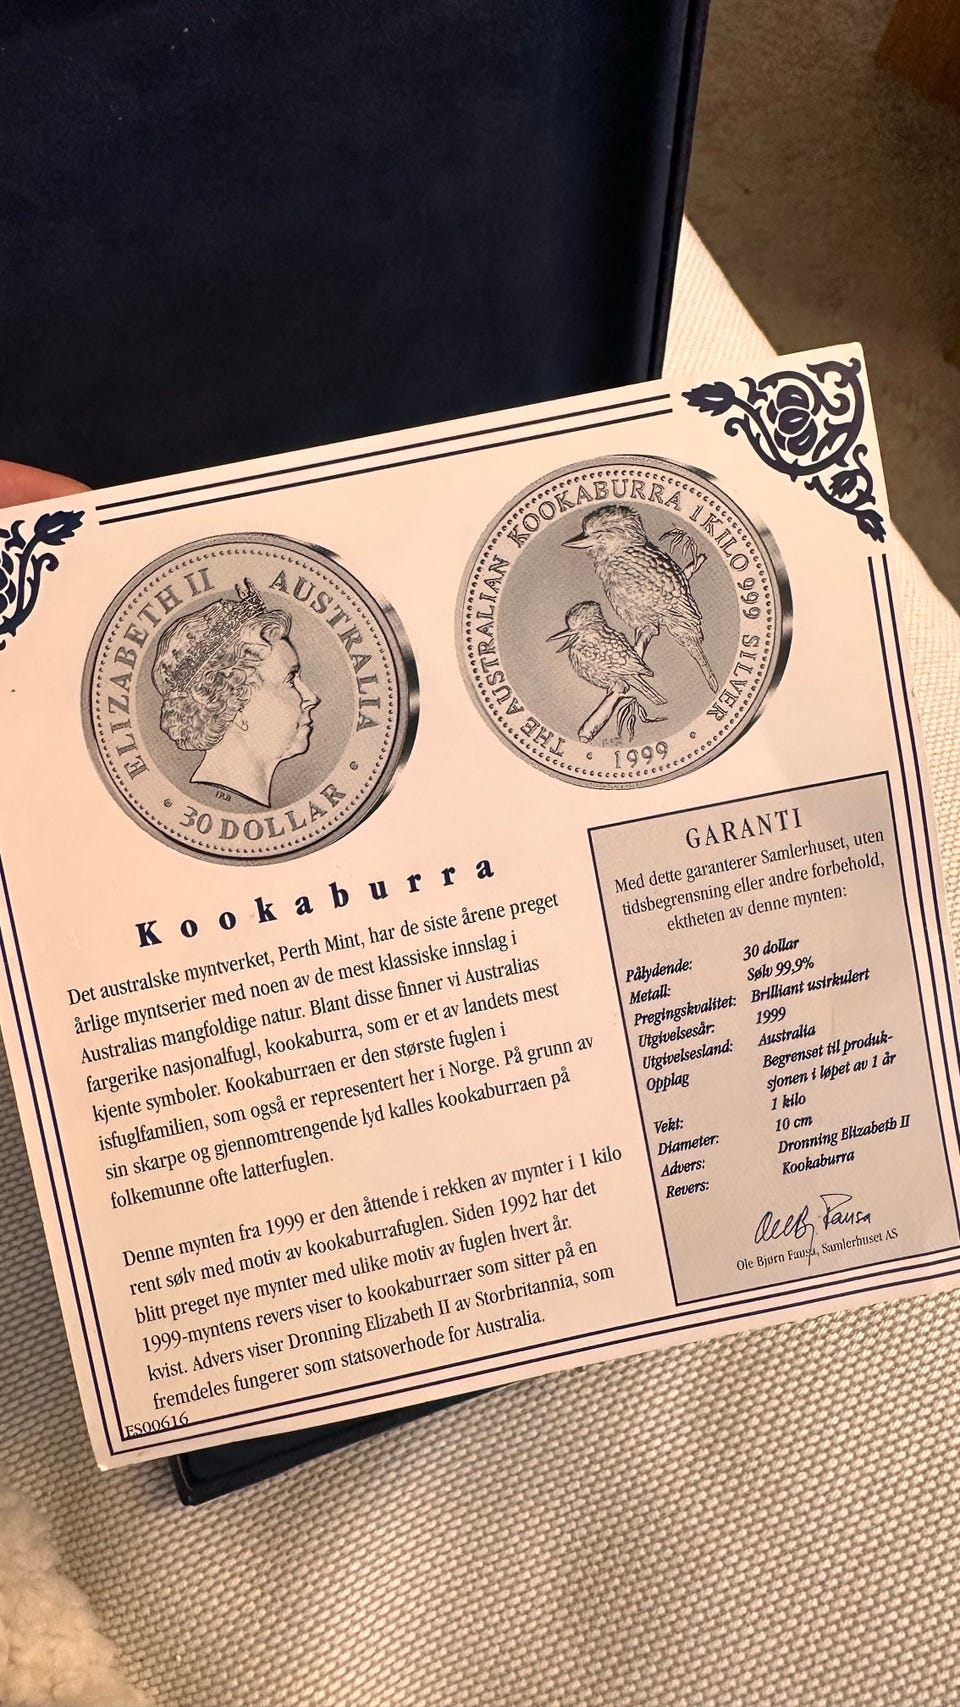 ELIZABETH II AUSTRALIA
30 DOLLAR
THE AUSTRALIAN KOOKABURRA 1 KILO 999 SILVER
1999
Kookaburra
Det australske myntverket, Perth Mint, har de siste årene preget
årlige myntserier med noen av de mest klassiske innslag i
Australias mangfoldige natur. Blant disse finner vi Australias
fargerike nasjonalfugl, kookaburra, som er et av landets mest
kjente symboler. Kookaburraen er den største fuglen i
isfuglfamilien, som også er representert her i Norge. På grunn av
sin skarpe og gjennomtrengende lyd kalles kookaburraen på
folkemunne ofte latterfuglen.
Denne mynten fra 1999 er den åttende i rekken av mynter i 1 kilo
rent sølv med motiv av kookaburrafuglen. Siden 1992 har det
blitt preget nye mynter med ulike motiv av fuglen hvert år.
1999-myntens revers viser to kookaburraer som sitter på en
kvist. Advers viser Dronning Elizabeth II av Storbritannia, som
fremdeles fungerer som statsoverhode for Australia.
ES00616
GARANTI
Med dette garanterer Samlerhuset, uten
tidsbegrensning eller andre forbehold,
ektheten av denne mynten:
Pålydende: 30 dollar
Metall: Sølv 99,9%
Pregingskvalitet: Brilliant usirkulert
Utgivelsesår: 1999
Utgivelsesland: Australia
Opplag Begrenset til produk-
sjonen i løpet av 1 år
Vekt: 1 kilo
Diameter: 10 cm
Advers: Dronning Elizabeth II
Revers: Kookaburra
Ole Bj. Fausa
Ole Bjørn Fausa, Samlerhuset AS